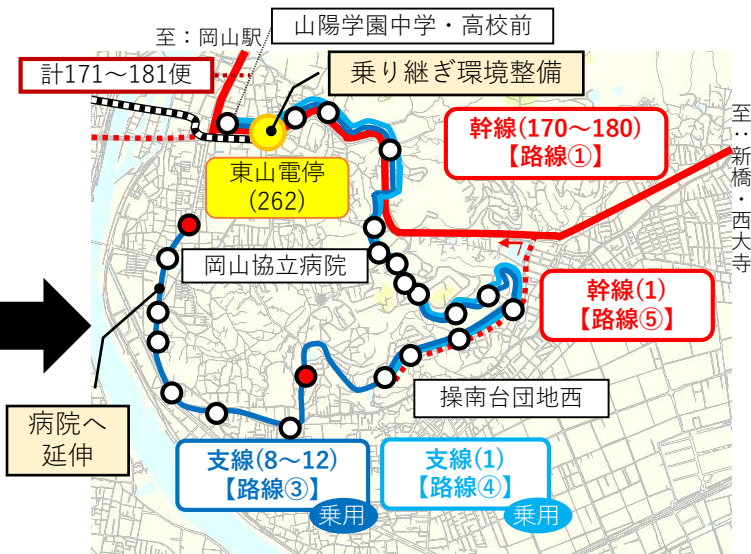 至：岡山駅
山陽学園中学・高校前
計171～181便
乗り継ぎ環境整備
幹線(170～180)
【路線①】
至：新橋・西大寺
東山電停
(262)
岡山協立病院
幹線(1)
【路線⑤】
操南台団地西
病院へ
延伸
支線(8～12)
【路線③】
乗用
支線(1)
【路線④】
乗用